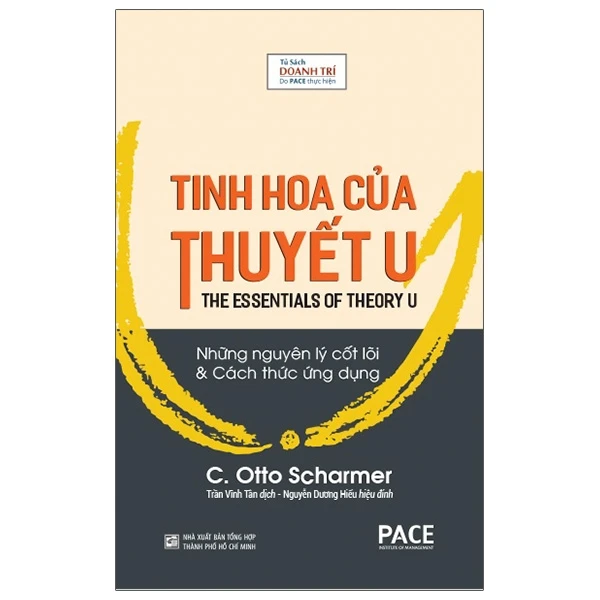 Tủ Sách
DOANH TRÍ
Do PACE thực hiện
TINH HOA CỦA
THUYẾT U
THE ESSENTIALS OF THEORY U
Những nguyên lý cốt lõi
& Cách thức ứng dụng
C. Otto Scharmer
Trần Vĩnh Tân dịch - Nguyễn Dương Hiếu hiệu đính
NHÀ XUẤT BẢN TỔNG HỢP
THÀNH PHỐ HỒ CHÍ MINH
PACE
INSTITUTE OF MANAGEMENT